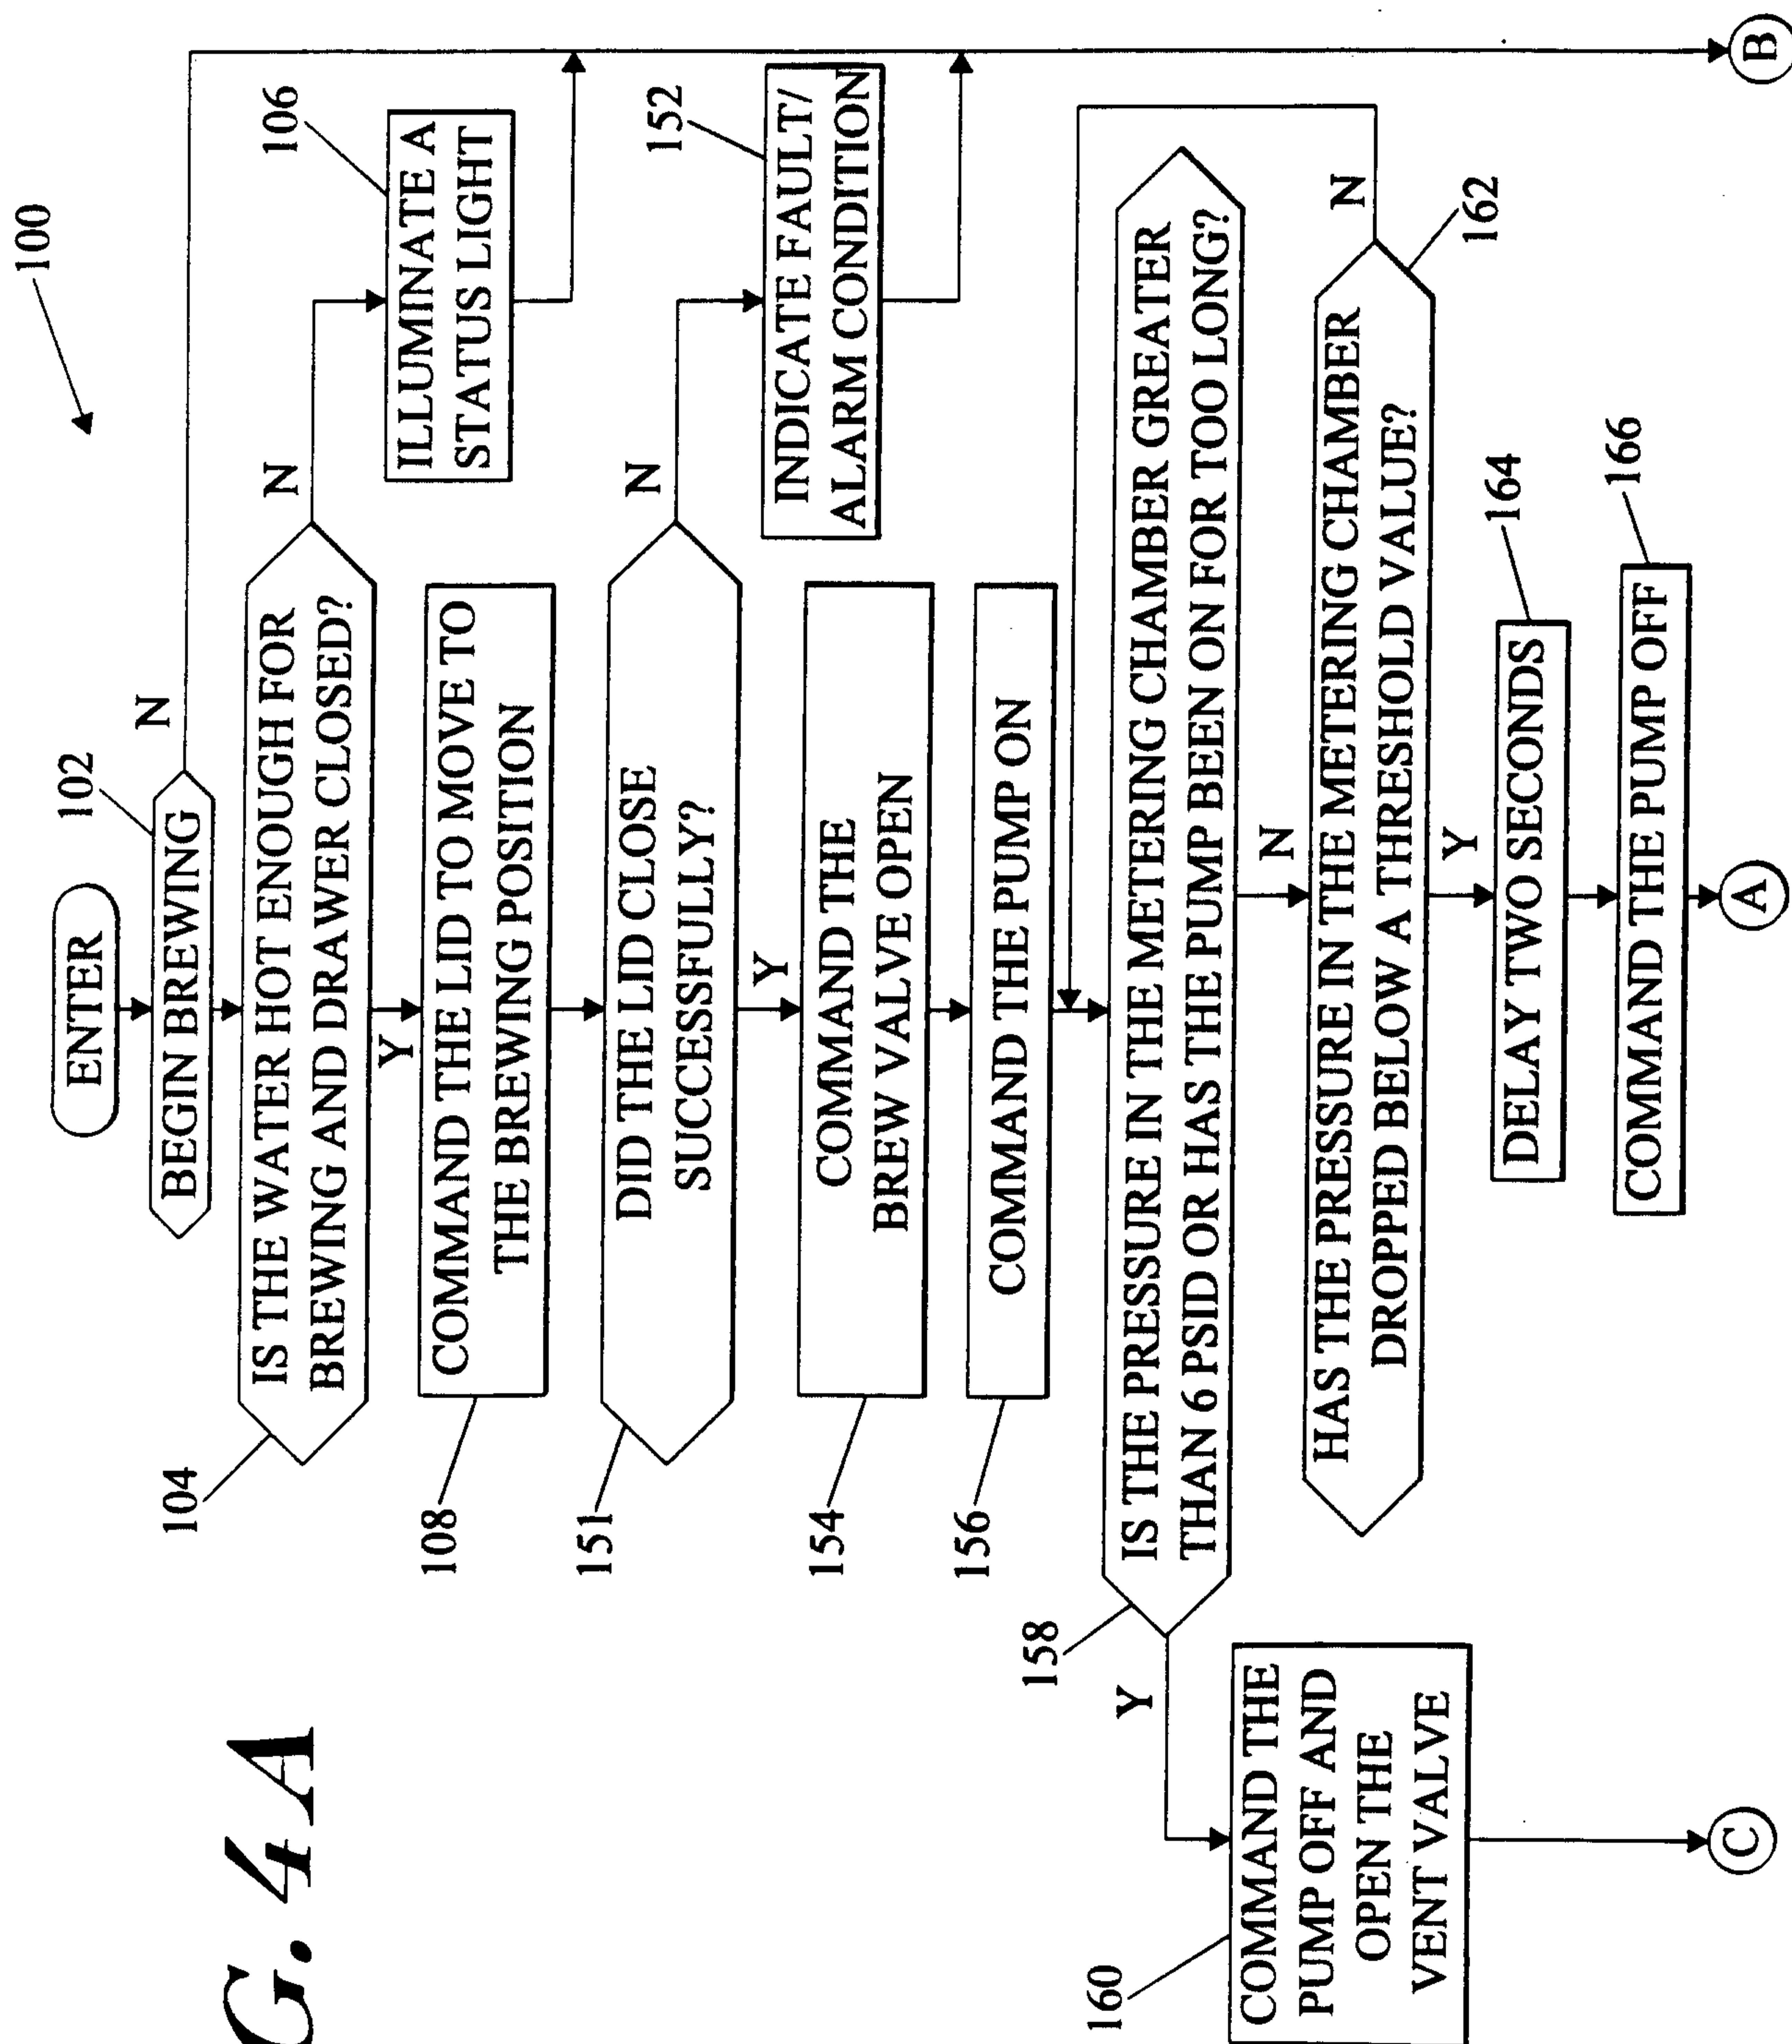 G. 4A
100
ENTER
102
BEGIN BREWING
N
104
IS THE WATER HOT ENOUGH FOR
BREWING AND DRAWER CLOSED?
N
Y
106
ILLUMINATE A
STATUS LIGHT
108
COMMAND THE LID TO MOVE TO
THE BREWING POSITION
151
DID THE LID CLOSE
SUCCESSFULLY?
N
Y
152
INDICATE FAULT/
ALARM CONDITION
154
COMMAND THE
BREW VALVE OPEN
156
COMMAND THE PUMP ON
158
IS THE PRESSURE IN THE METERING CHAMBER GREATER
THAN 6 PSID OR HAS THE PUMP BEEN ON FOR TOO LONG?
Y
N
160
COMMAND THE
PUMP OFF AND
OPEN THE
VENT VALVE
HAS THE PRESSURE IN THE METERING CHAMBER
DROPPED BELOW A THRESHOLD VALUE?
N
162
Y
164
DELAY TWO SECONDS
166
COMMAND THE PUMP OFF
C
A
B